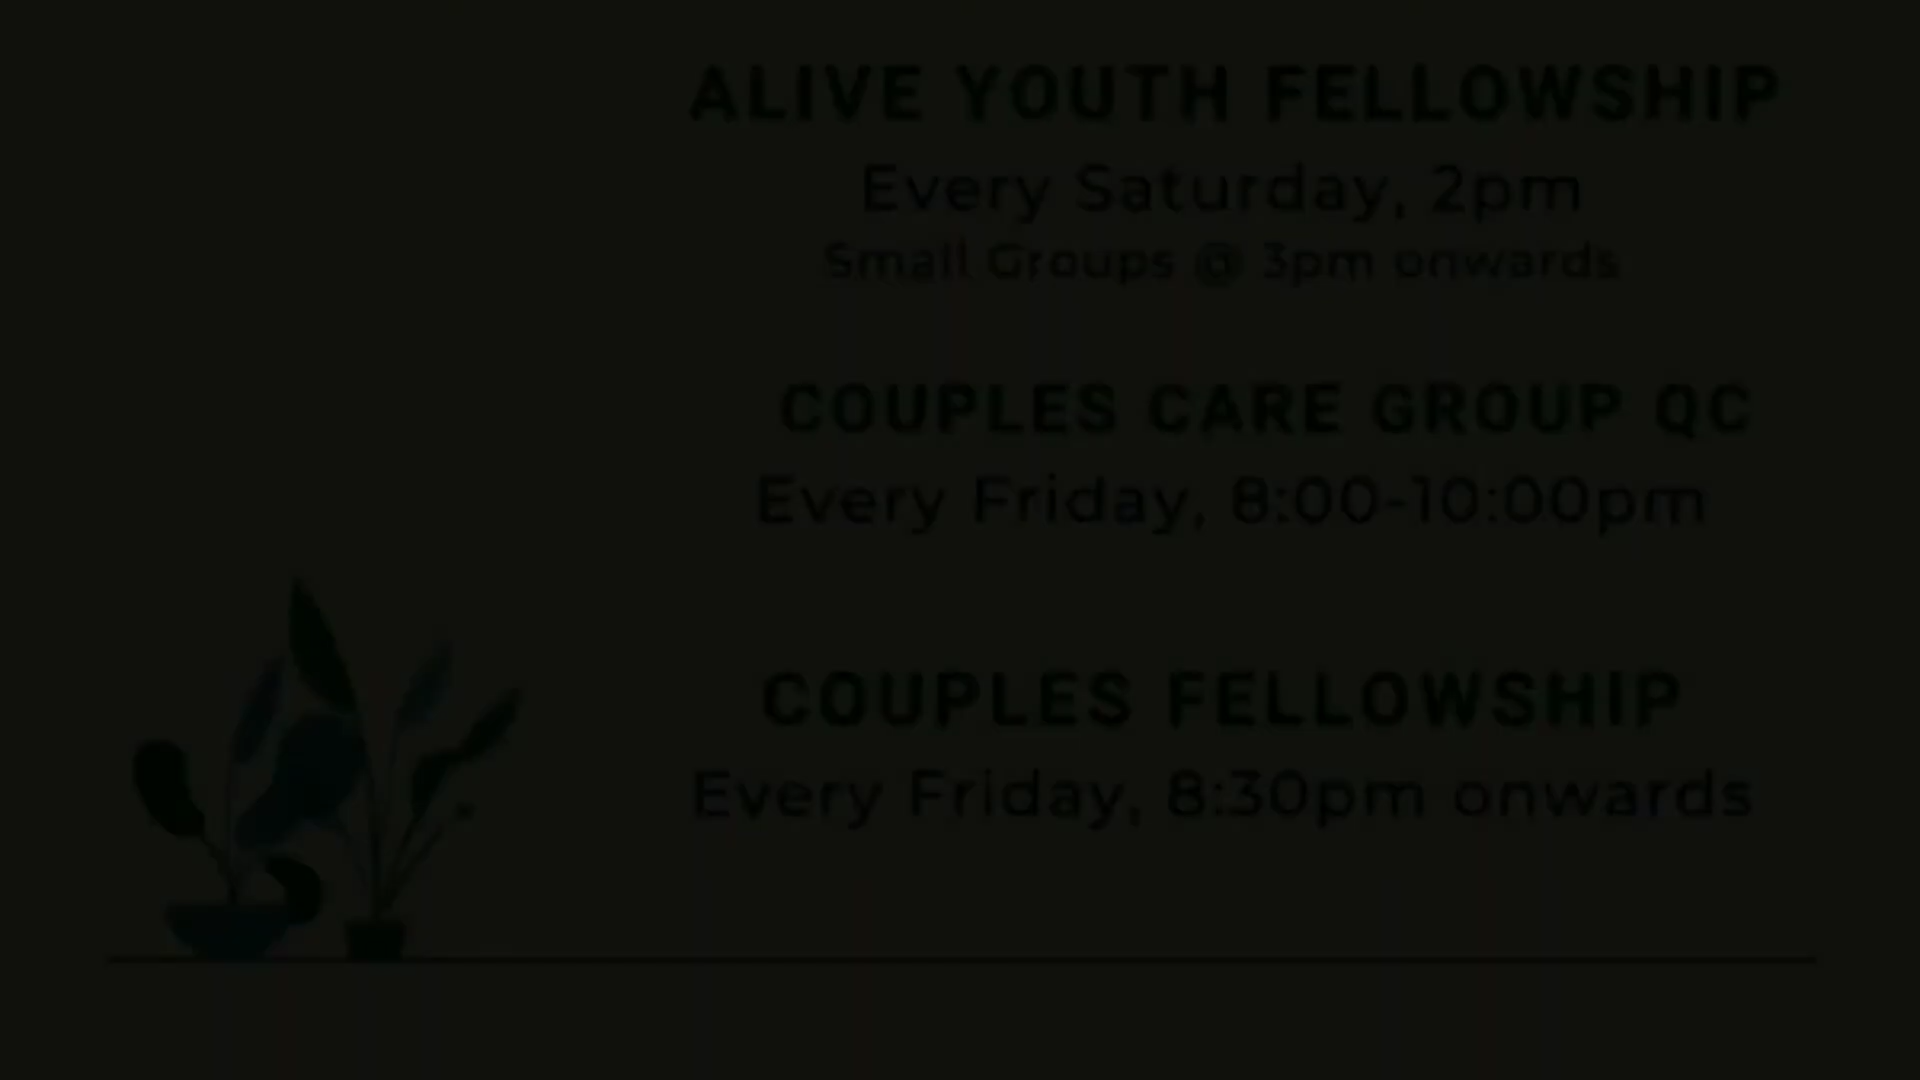 ALIVE YOUTH FELLOWSHIP
Every Saturday, 2pm
Small Groups @ 3pm onwards
COUPLES CARE GROUP QC
Every Friday, 8:00-10:00pm
COUPLES FELLOWSHIP
Every Friday, 8:30pm onwards